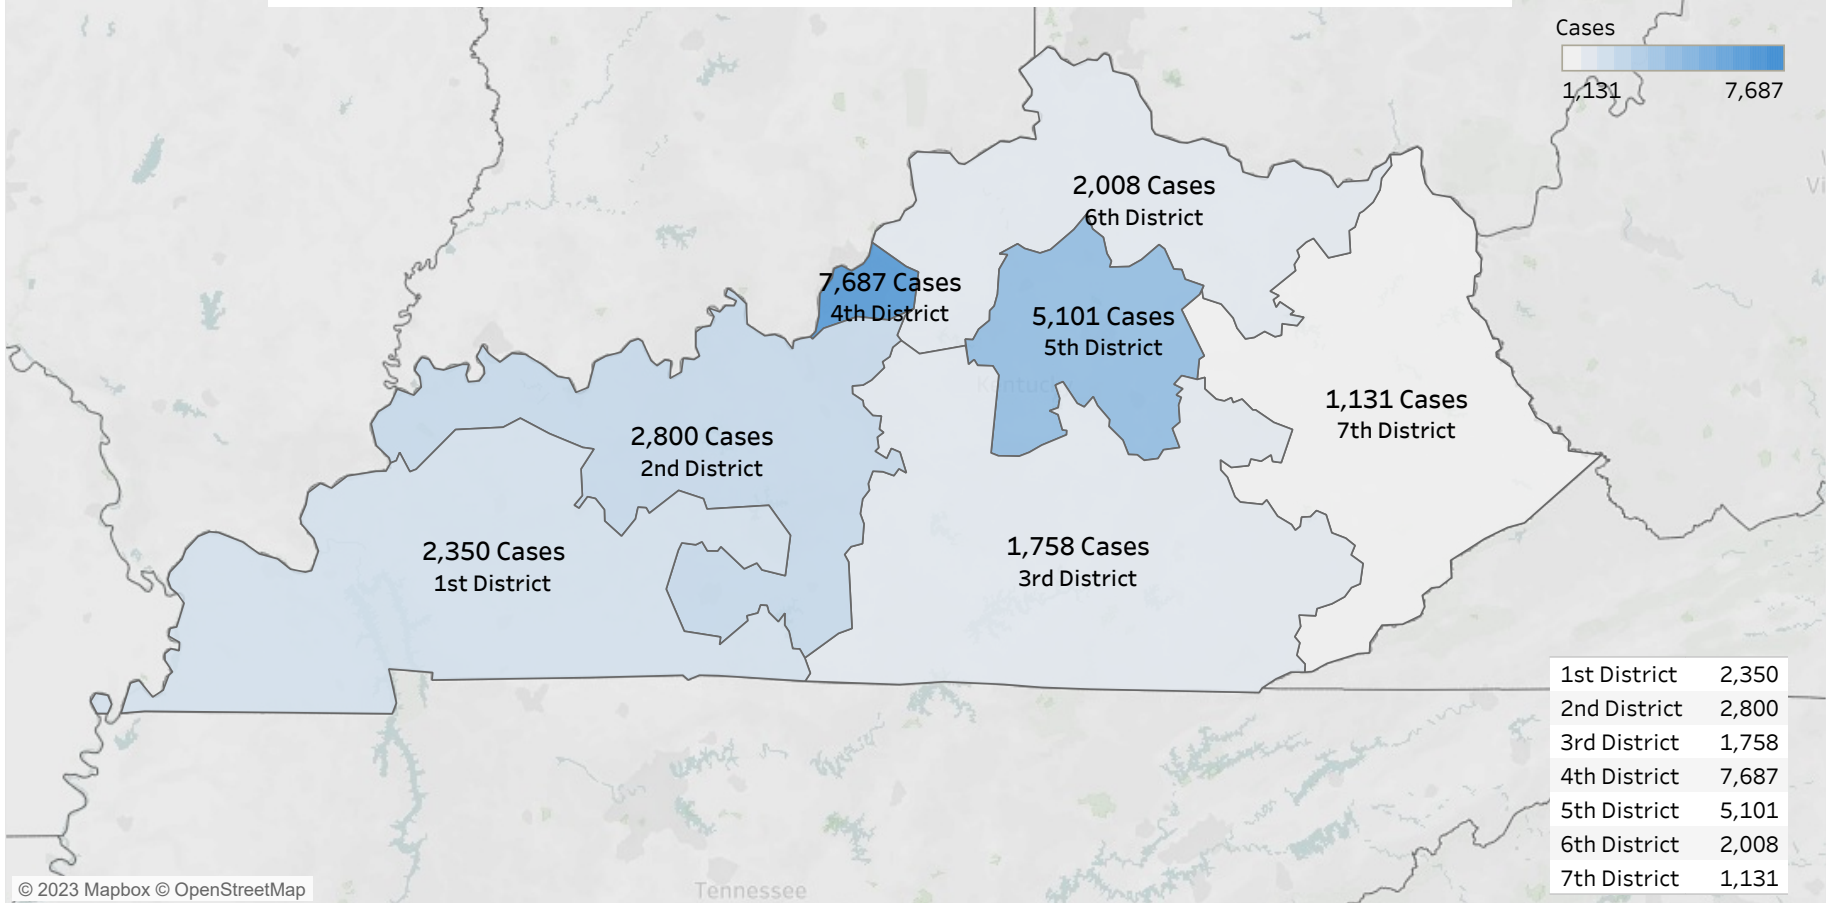 Cases
1,131 7,687
Vi
2,008 Cases
6th District
7,687 Cases
4th District
5,101 Cases
5th District
Kentucky
1,131 Cases
7th District
2,800 Cases
2nd District
2,350 Cases
1st District
1,758 Cases
3rd District
1st District 2,350
2nd District 2,800
3rd District 1,758
4th District 7,687
5th District 5,101
6th District 2,008
7th District 1,131
Tennessee
© 2023 Mapbox © OpenStreetMap